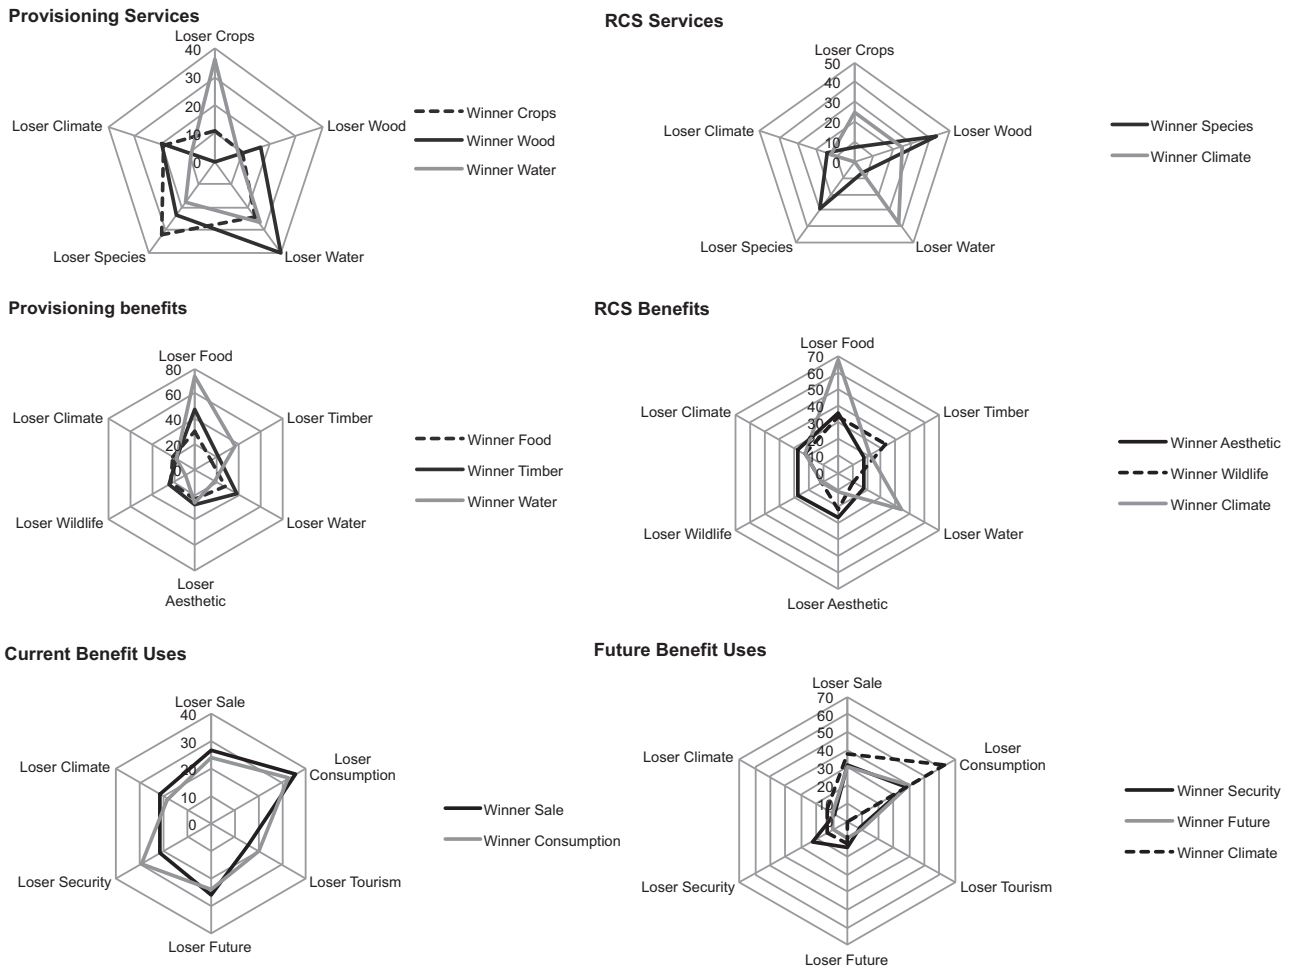 Provisioning Services
Loser Crops
40
30
20
10
0
Loser Climate
Loser Wood
Loser Species
Loser Water
Winner Crops
Winner Wood
Winner Water
RCS Services
Loser Crops
50
40
30
20
10
0
Loser Climate
Loser Wood
Loser Species
Loser Water
Winner Species
Winner Climate
Provisioning benefits
Loser Food
80
60
40
20
0
Loser Climate
Loser Timber
Loser Wildlife
Loser Water
Loser
Aesthetic
Winner Food
Winner Timber
Winner Water
RCS Benefits
Loser Food
70
60
50
40
30
20
10
0
Loser Climate
Loser Timber
Loser Wildlife
Loser Water
Loser Aesthetic
Winner Aesthetic
Winner Wildlife
Winner Climate
Current Benefit Uses
Loser Sale
40
30
20
10
0
Loser Climate
Loser
Consumption
Loser Security
Loser Tourism
Loser Future
Winner Sale
Winner Consumption
Future Benefit Uses
Loser Sale
70
60
50
40
30
20
10
Loser Climate
Loser
Consumption
Loser Security
Loser Tourism
Loser Future
Winner Security
Winner Future
Winner Climate